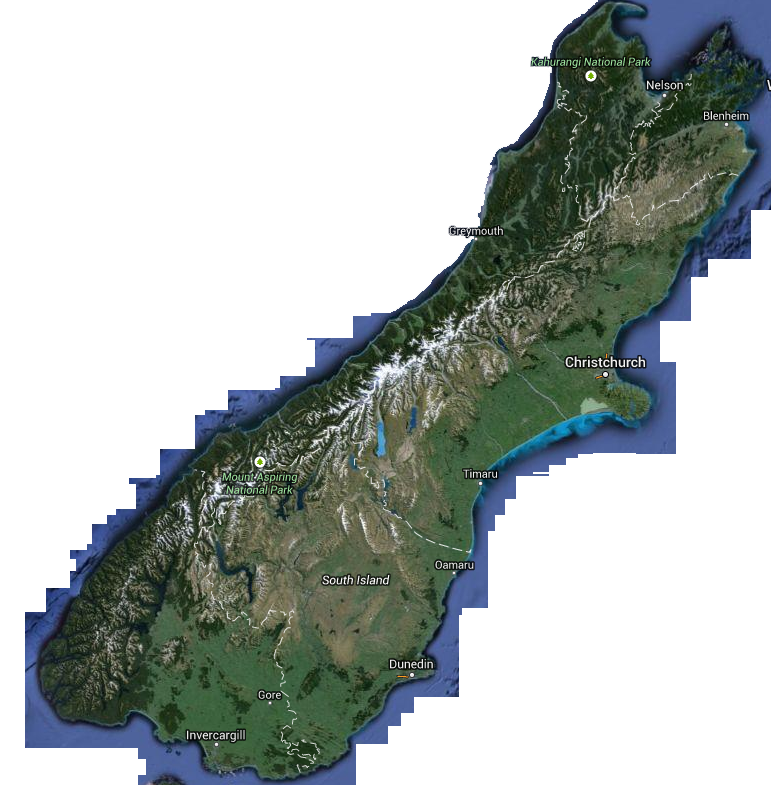 Kahurangi National Park
Nelson
Blenheim
Greymouth
Christchurch
Mount Aspiring
National Park
Timaru
Oamaru
South Island
Dunedin
Gore
Invercargill